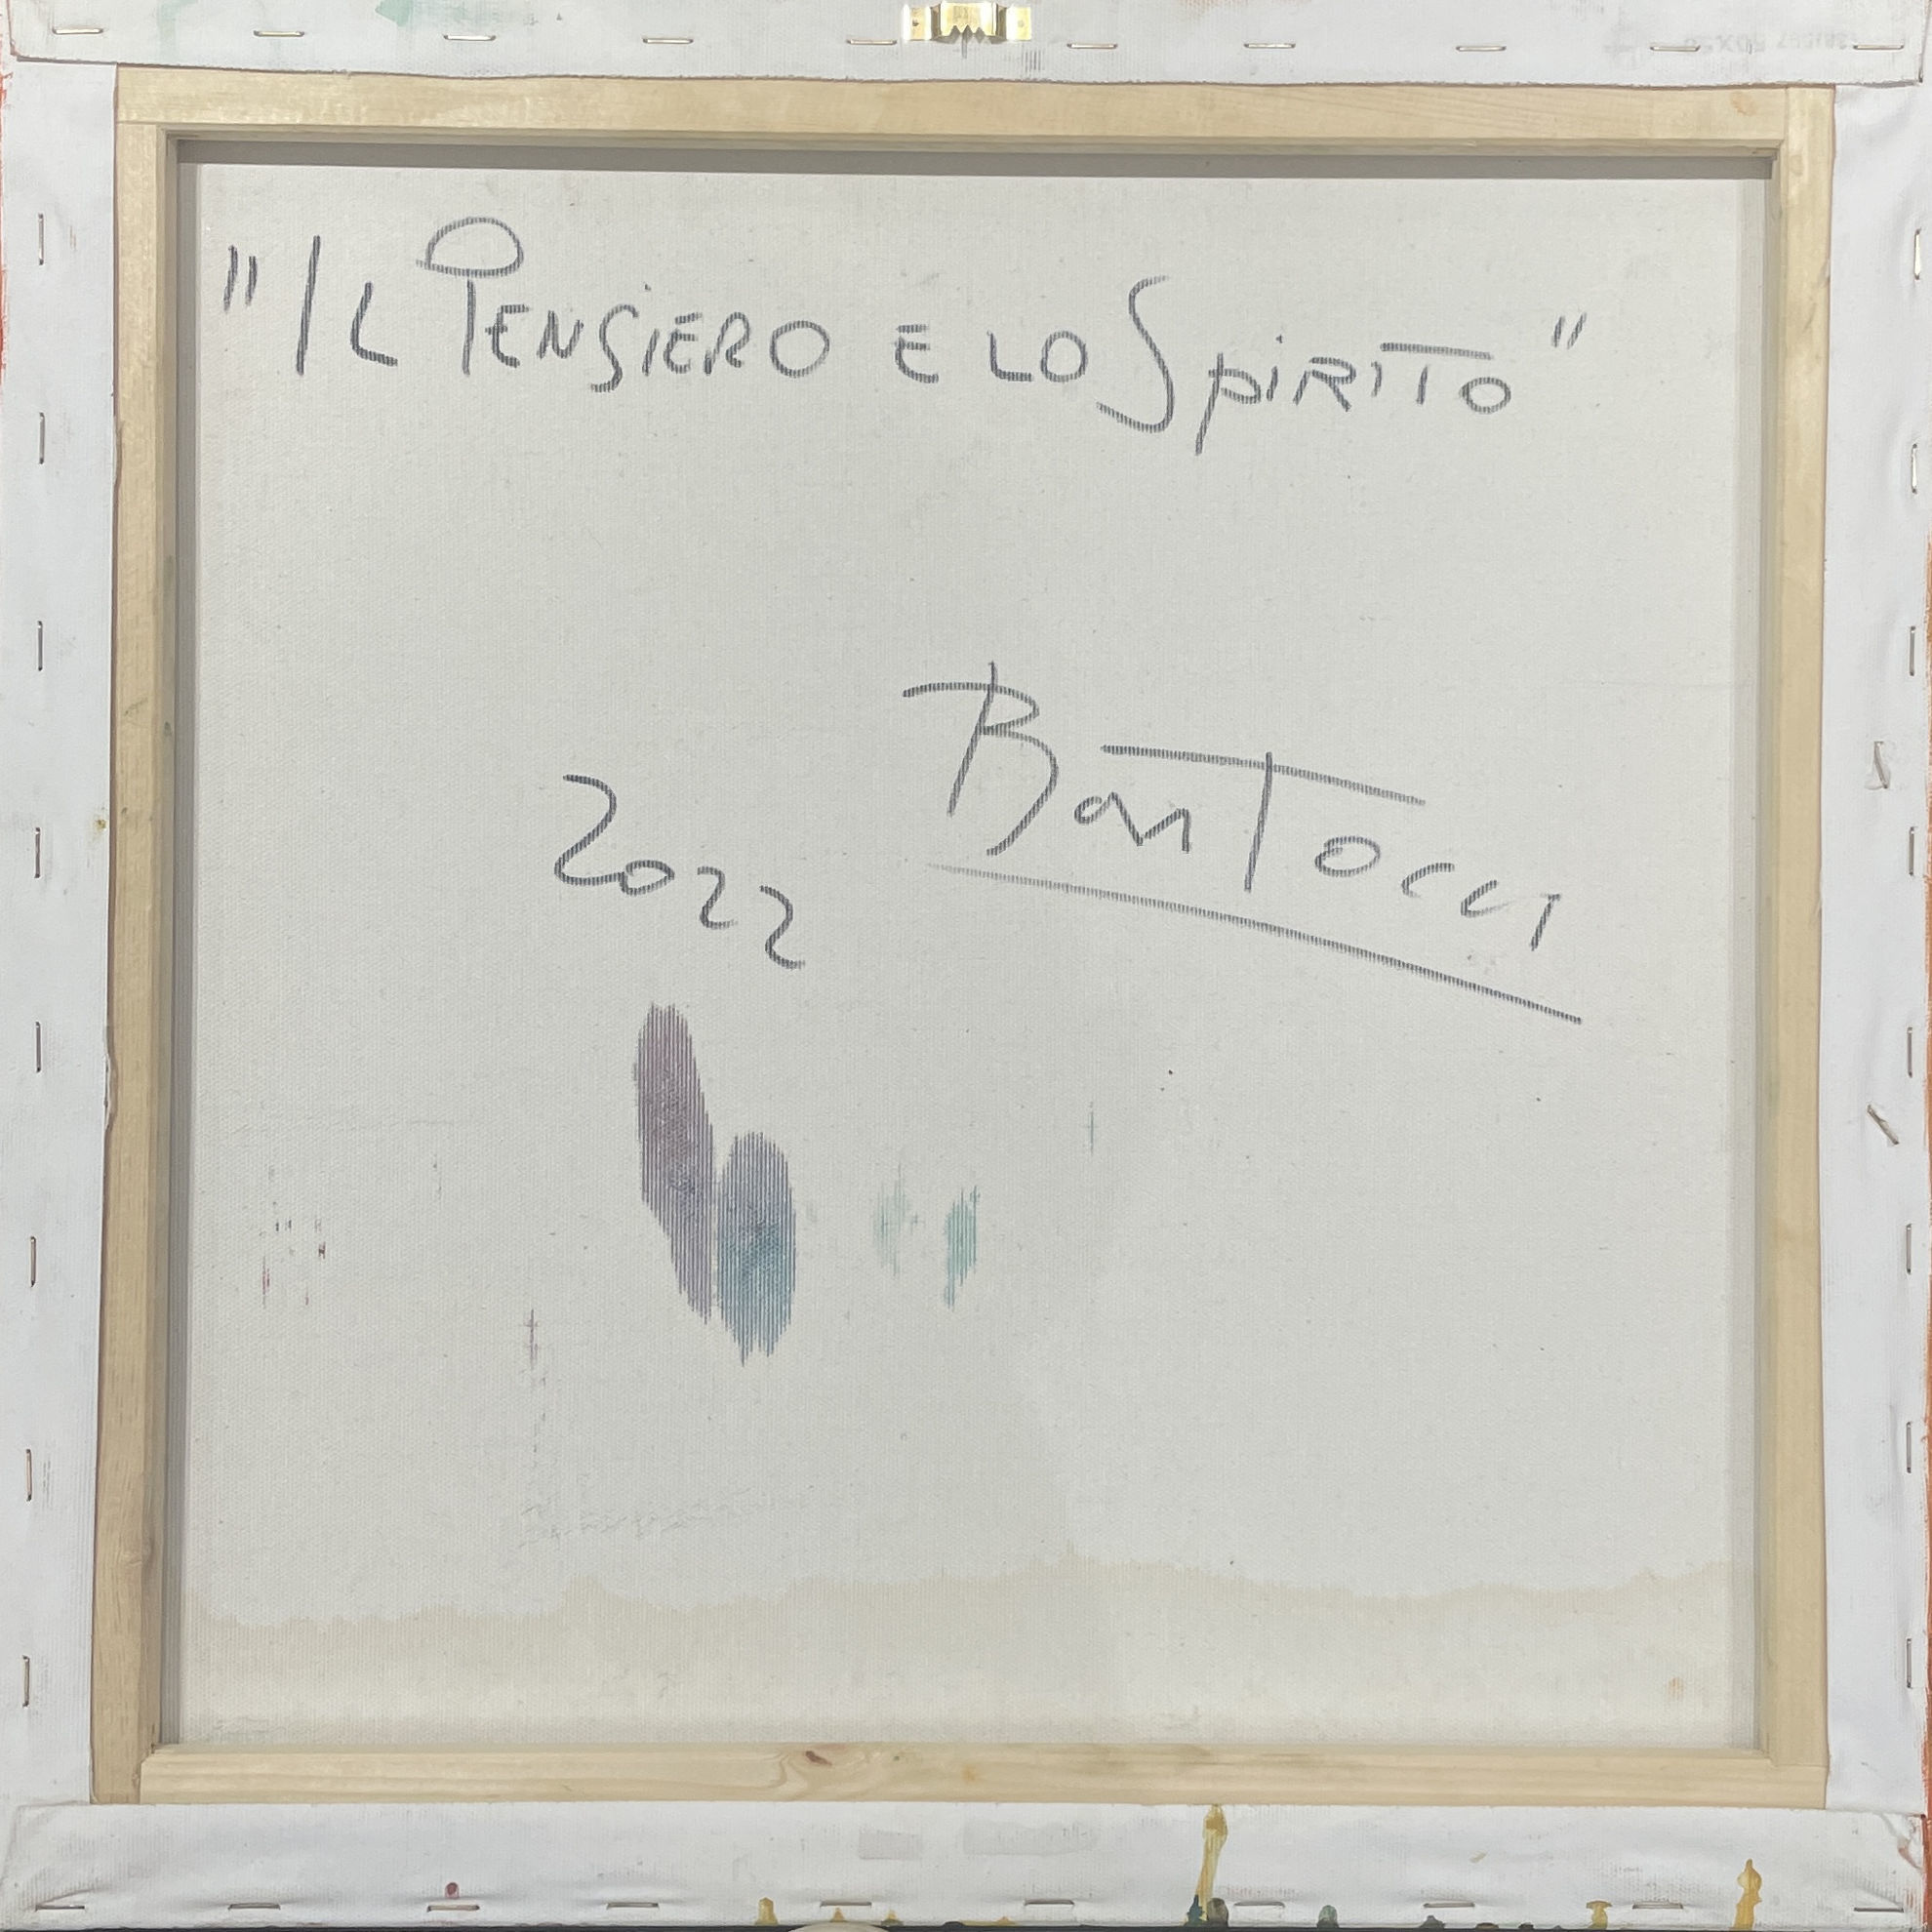 "IL PENSIERO E LO SPIRITO"
BarTocci
2022